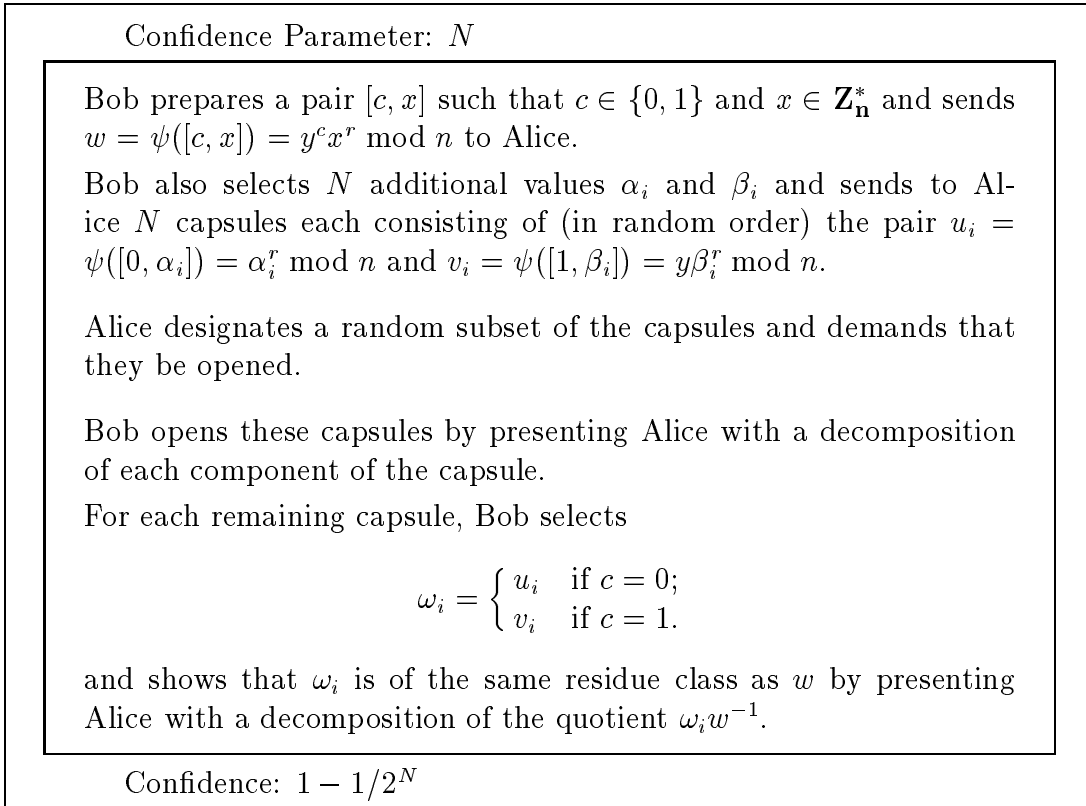 Confidence Parameter: N
Bob prepares a pair [c, x] such that c ∈ {0, 1} and x ∈ Z*ₙ and sends
w = ψ([c, x]) = y^c x^r mod n to Alice.
Bob also selects N additional values αᵢ and βᵢ and sends to Al-
ice N capsules each consisting of (in random order) the pair uᵢ =
ψ([0, αᵢ]) = αᵢ^r mod n and vᵢ = ψ([1, βᵢ]) = yβᵢ^r mod n.
Alice designates a random subset of the capsules and demands that
they be opened.
Bob opens these capsules by presenting Alice with a decomposition
of each component of the capsule.
For each remaining capsule, Bob selects
ωᵢ = { uᵢ if c = 0;
vᵢ if c = 1.
and shows that ωᵢ is of the same residue class as w by presenting
Alice with a decomposition of the quotient ωᵢw⁻¹.
Confidence: 1 − 1/2^N